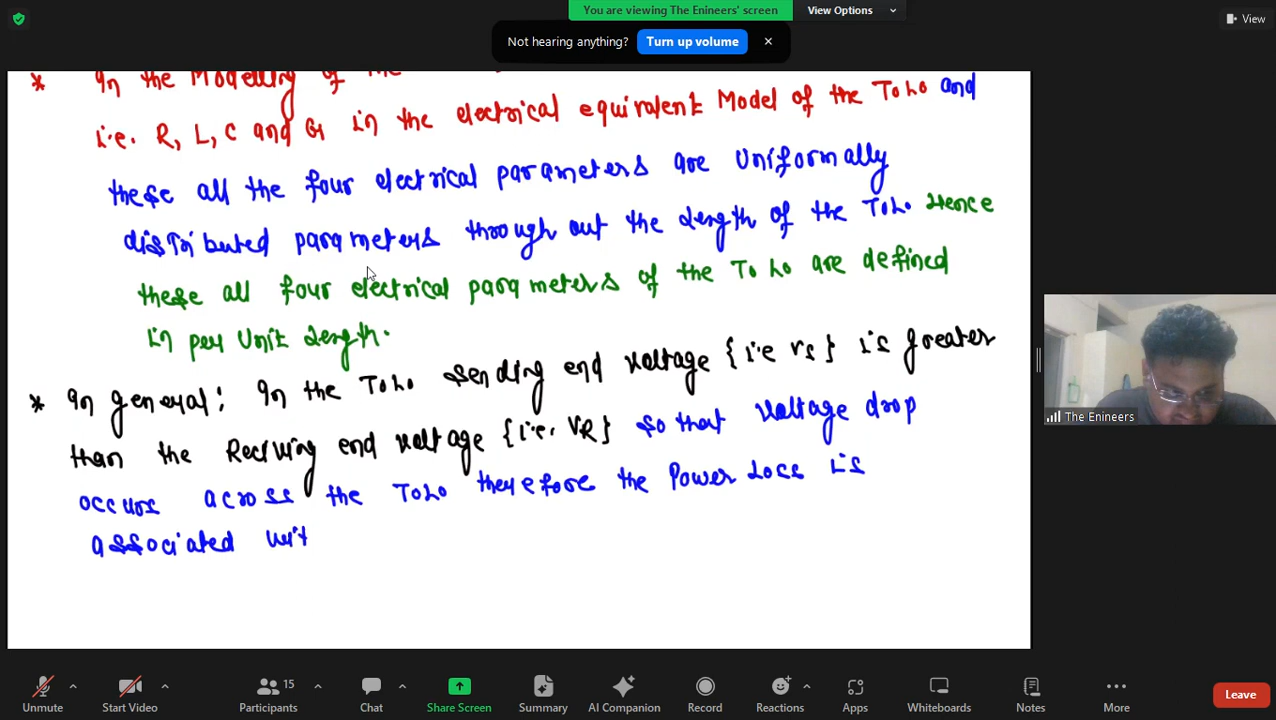 You are viewing The Enineers' screen
View Options
View
Not hearing anything? Turn up volume
* In the Modelling of the
i.e. R, L, C and G in the electrical equivalent Model of the T.L. and
these all the four electrical parameters are Uniformally
distributed parameters through out the length of the T.L. Hence
these all four electrical parameters of the T.L. are defined
in per Unit Length.
* In general: In the T.L. sending end voltage {i.e Vs} is greater
than the Reciving end voltage {i.e. VR} so that Voltage drop
occurs across the T.L. therefore the Power Loss is
associated wit
The Enineers
Unmute
Start Video
Participants
15
Chat
Share Screen
Summary
AI Companion
Record
Reactions
Apps
Whiteboards
Notes
More
Leave